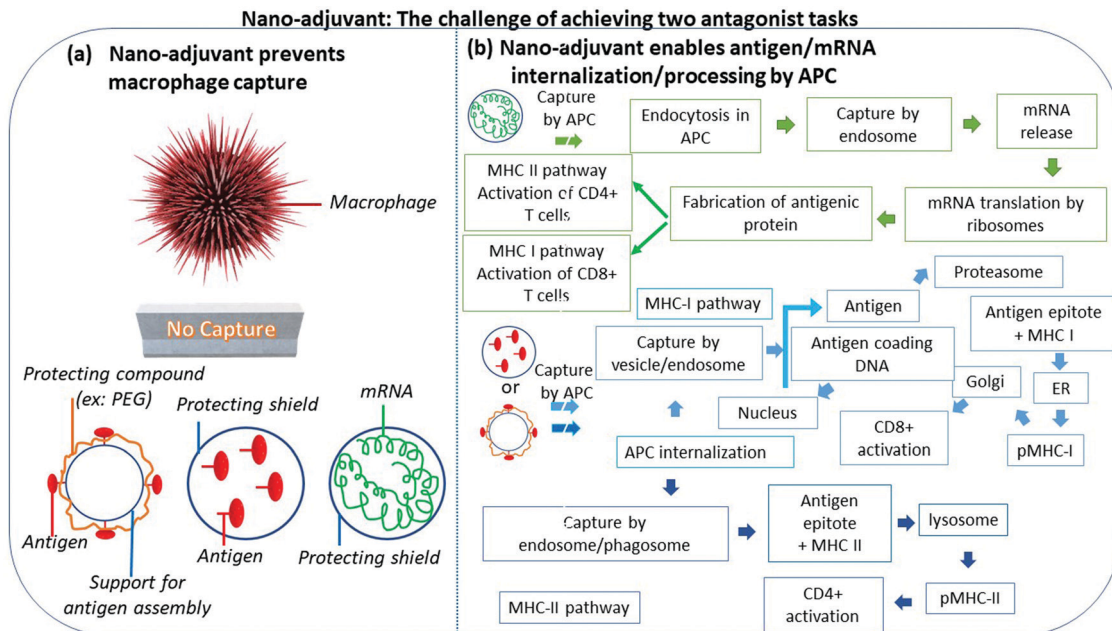 Nano-adjuvant: The challenge of achieving two antagonist tasks
(a) Nano-adjuvant prevents
macrophage capture
Macrophage
No Capture
Protecting compound
(ex: PEG)
Protecting shield
mRNA
Antigen
Antigen
Protecting shield
Support for
antigen assembly
(b) Nano-adjuvant enables antigen/mRNA
internalization/processing by APC
Capture
by APC
Endocytosis in
APC
Capture by
endosome
mRNA
release
MHC II pathway
Activation of CD4+
T cells
Fabrication of antigenic
protein
mRNA translation by
ribosomes
MHC I pathway
Activation of CD8+
T cells
MHC-I pathway
Antigen
Proteasome
Antigen epitote
+ MHC I
or
Capture
by APC
Capture by
vesicle/endosome
Antigen coading
DNA
Nucleus
Golgi
ER
CD8+
activation
pMHC-I
APC internalization
Capture by
endosome/phagosome
Antigen
epitote
+ MHC II
lysosome
MHC-II pathway
CD4+
activation
pMHC-II